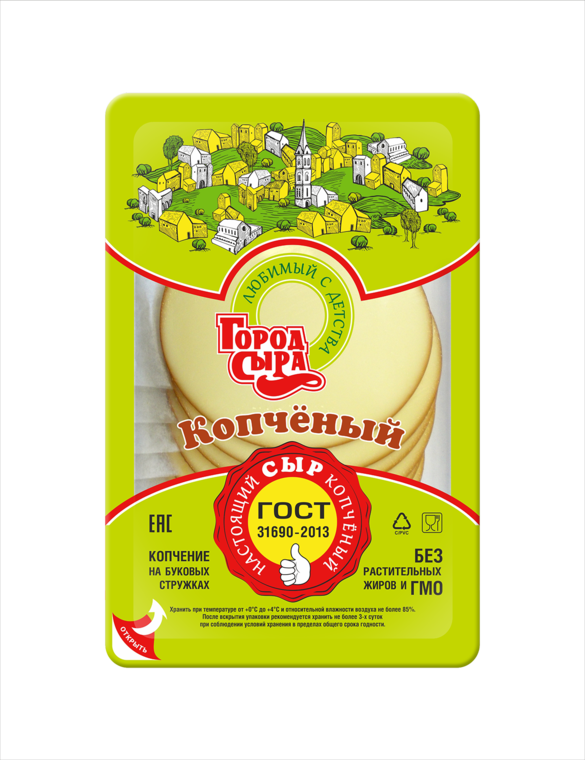 ЛЮБИМЫЙ С ДЕТСТВА
ГОРОД
СЫРА
Копчёный
НАСТОЯЩИЙ СЫР КОПЧЁНЫЙ
ГОСТ
31690-2013
EAC
КОПЧЕНИЕ
НА БУКОВЫХ
СТРУЖКАХ
C/PVC
БЕЗ
РАСТИТЕЛЬНЫХ
ЖИРОВ И ГМО
Хранить при температуре от +0°С до +4°С и относительной влажности воздуха не более 85%.
После вскрытия упаковки рекомендуется хранить не более 3-х суток
при соблюдении условий хранения в пределах общего срока годности.
ОТКРЫТЬ